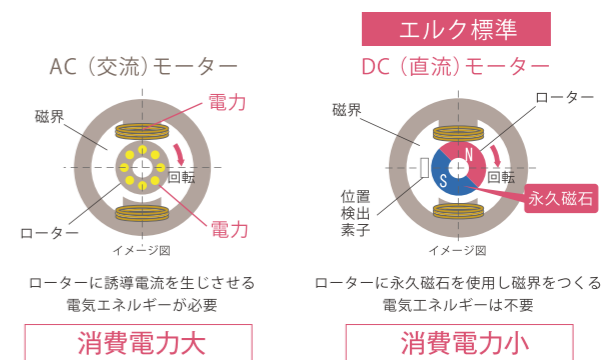 エルク標準
AC（交流）モーター
DC（直流）モーター
磁界
電力
回転
電力
ローター
イメージ図
磁界
ローター
N
S
回転
位置
検出
素子
永久磁石
イメージ図
ローターに誘導電流を生じさせる
電気エネルギーが必要
ローターに永久磁石を使用し磁界をつくる
電気エネルギーは不要
消費電力大
消費電力小